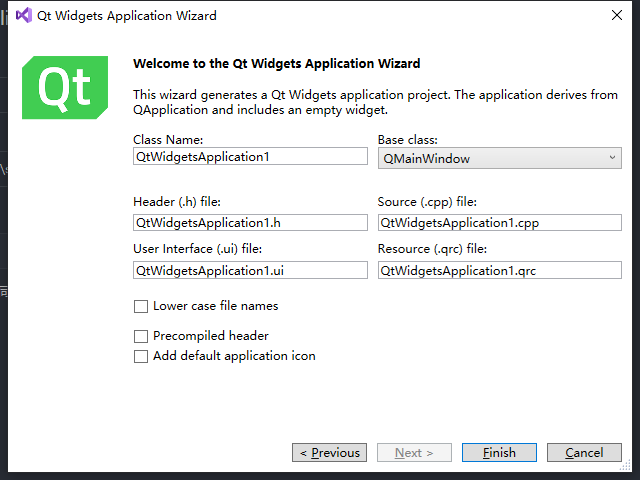 Qt Widgets Application Wizard
Qt
Welcome to the Qt Widgets Application Wizard
This wizard generates a Qt Widgets application project. The application derives from
QApplication and includes an empty widget.
Class Name:
Base class:
QtWidgetsApplication1
QMainWindow
Header (.h) file:
Source (.cpp) file:
QtWidgetsApplication1.h
QtWidgetsApplication1.cpp
User Interface (.ui) file:
Resource (.qrc) file:
QtWidgetsApplication1.ui
QtWidgetsApplication1.qrc
Lower case file names
Precompiled header
Add default application icon
< Previous
Next >
Finish
Cancel